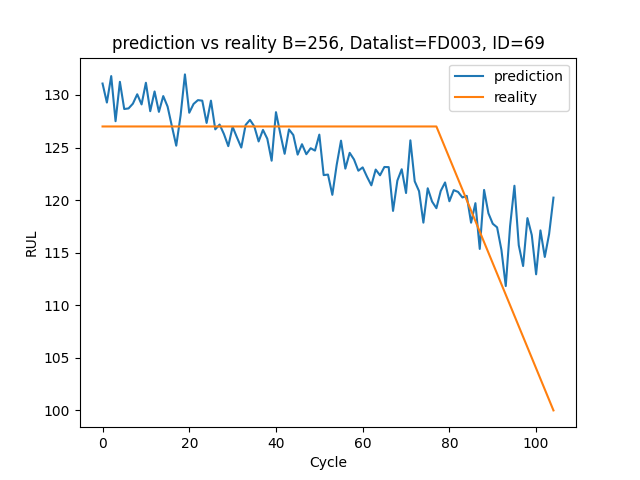 prediction vs reality B=256, Datalist=FD003, ID=69
prediction
reality
RUL
130
125
120
115
110
105
100
0 20 40 60 80 100
Cycle